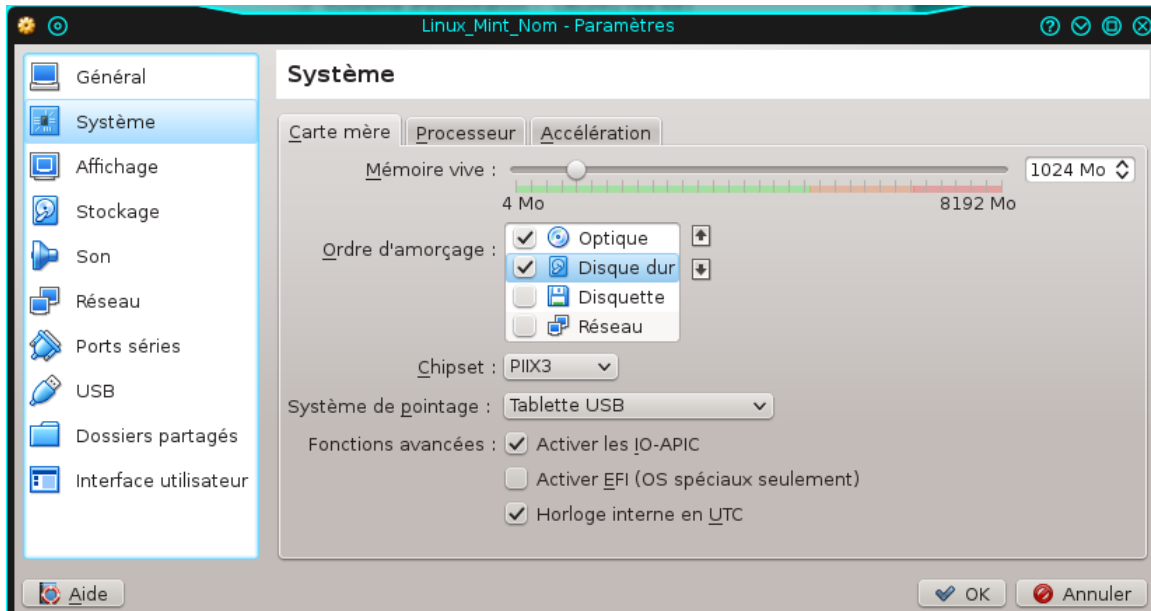 Linux_Mint_Nom - Paramètres
Général
Système
Affichage
Stockage
Son
Réseau
Ports séries
USB
Dossiers partagés
Interface utilisateur
Système
Carte mère Processeur Accélération
Mémoire vive : 1024 Mo
4 Mo 8192 Mo
Ordre d'amorçage :
Optique
Disque dur
Disquette
Réseau
Chipset : PIIX3
Système de pointage : Tablette USB
Fonctions avancées : Activer les IO-APIC
Activer EFI (OS spéciaux seulement)
Horloge interne en UTC
Aide OK Annuler